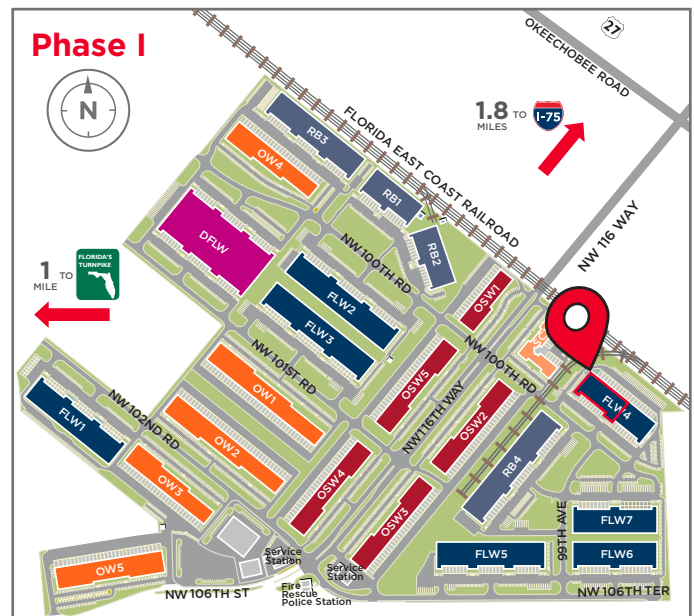 Phase I
N
27
OKEECHOBEE ROAD
1.8 TO
MILES
I-75
FLORIDA EAST COAST RAILROAD
NW 116 WAY
RB3
OW4
RB1
RB2
DFLW
NW 100TH RD
FLORIDA'S
TURNPIKE
1 TO
MILE
FLW2
FLW3
OSW1
NW 100TH RD
NW 101ST RD
OW1
OSW5
NW 116TH WAY
OSW2
FLW4
FLW1
NW 102ND RD
OW2
OW3
OSW4
OSW3
RB4
99TH AVE
FLW7
FLW5
FLW6
OW5
NW 106TH ST
Service
Station
Service
Station
Fire
Rescue
Police Station
NW 106TH TER